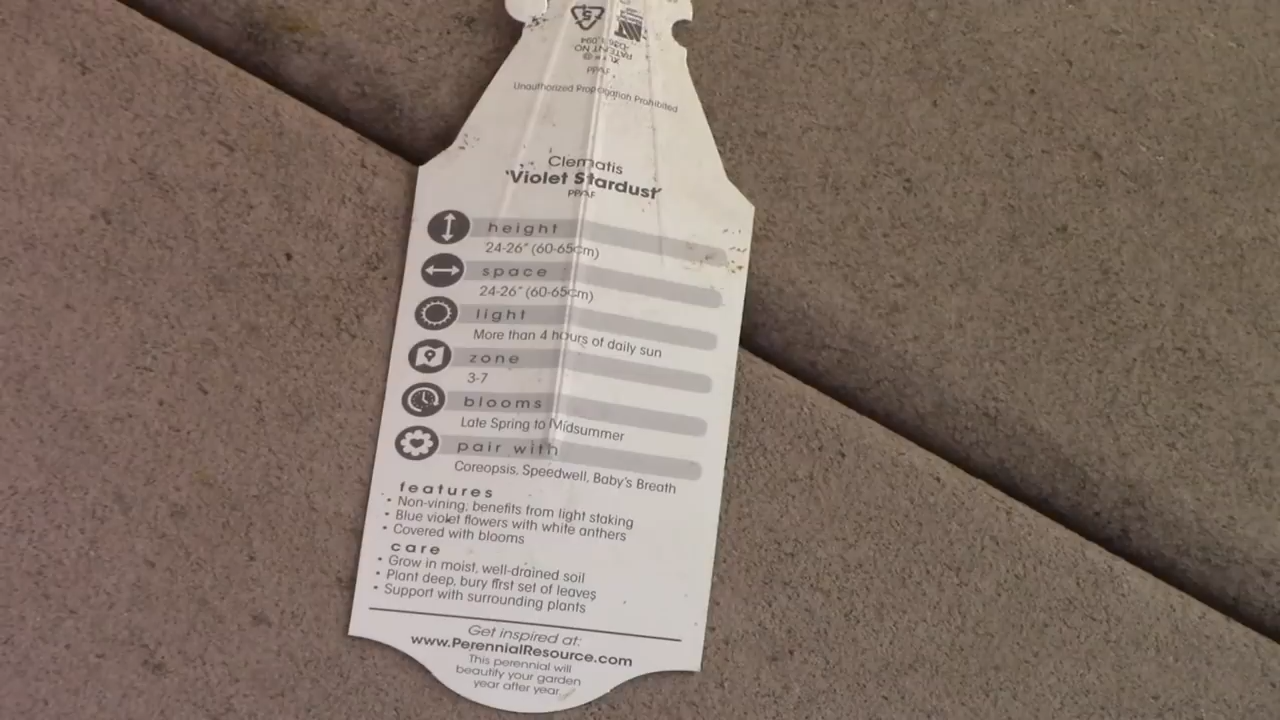 5
PATENT NO
PPAF
Unauthorized Propagation Prohibited
Clematis
'Violet Stardust'
PPAF
height
24-26" (60-65cm)
space
24-26" (60-65cm)
light
More than 4 hours of daily sun
zone
3-7
blooms
Late Spring to Midsummer
pair with
Coreopsis, Speedwell, Baby's Breath
features
• Non-vining; benefits from light staking
• Blue violet flowers with white anthers
• Covered with blooms
care
• Grow in moist, well-drained soil
• Plant deep, bury first set of leaves
• Support with surrounding plants
Get inspired at:
www.PerennialResource.com
This perennial will
beautify your garden
year after year.